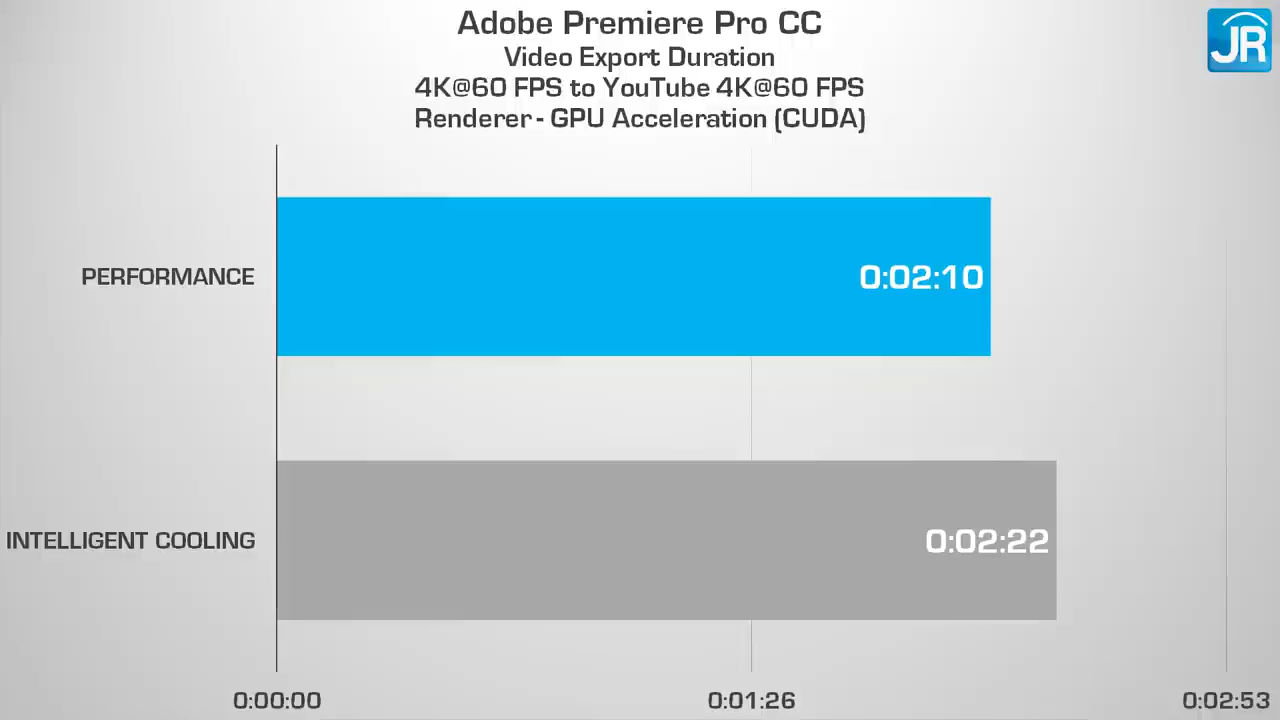 Adobe Premiere Pro CC
Video Export Duration
4K@60 FPS to YouTube 4K@60 FPS
Renderer - GPU Acceleration (CUDA)
JR
PERFORMANCE
0:02:10
INTELLIGENT COOLING
0:02:22
0:00:00
0:01:26
0:02:53